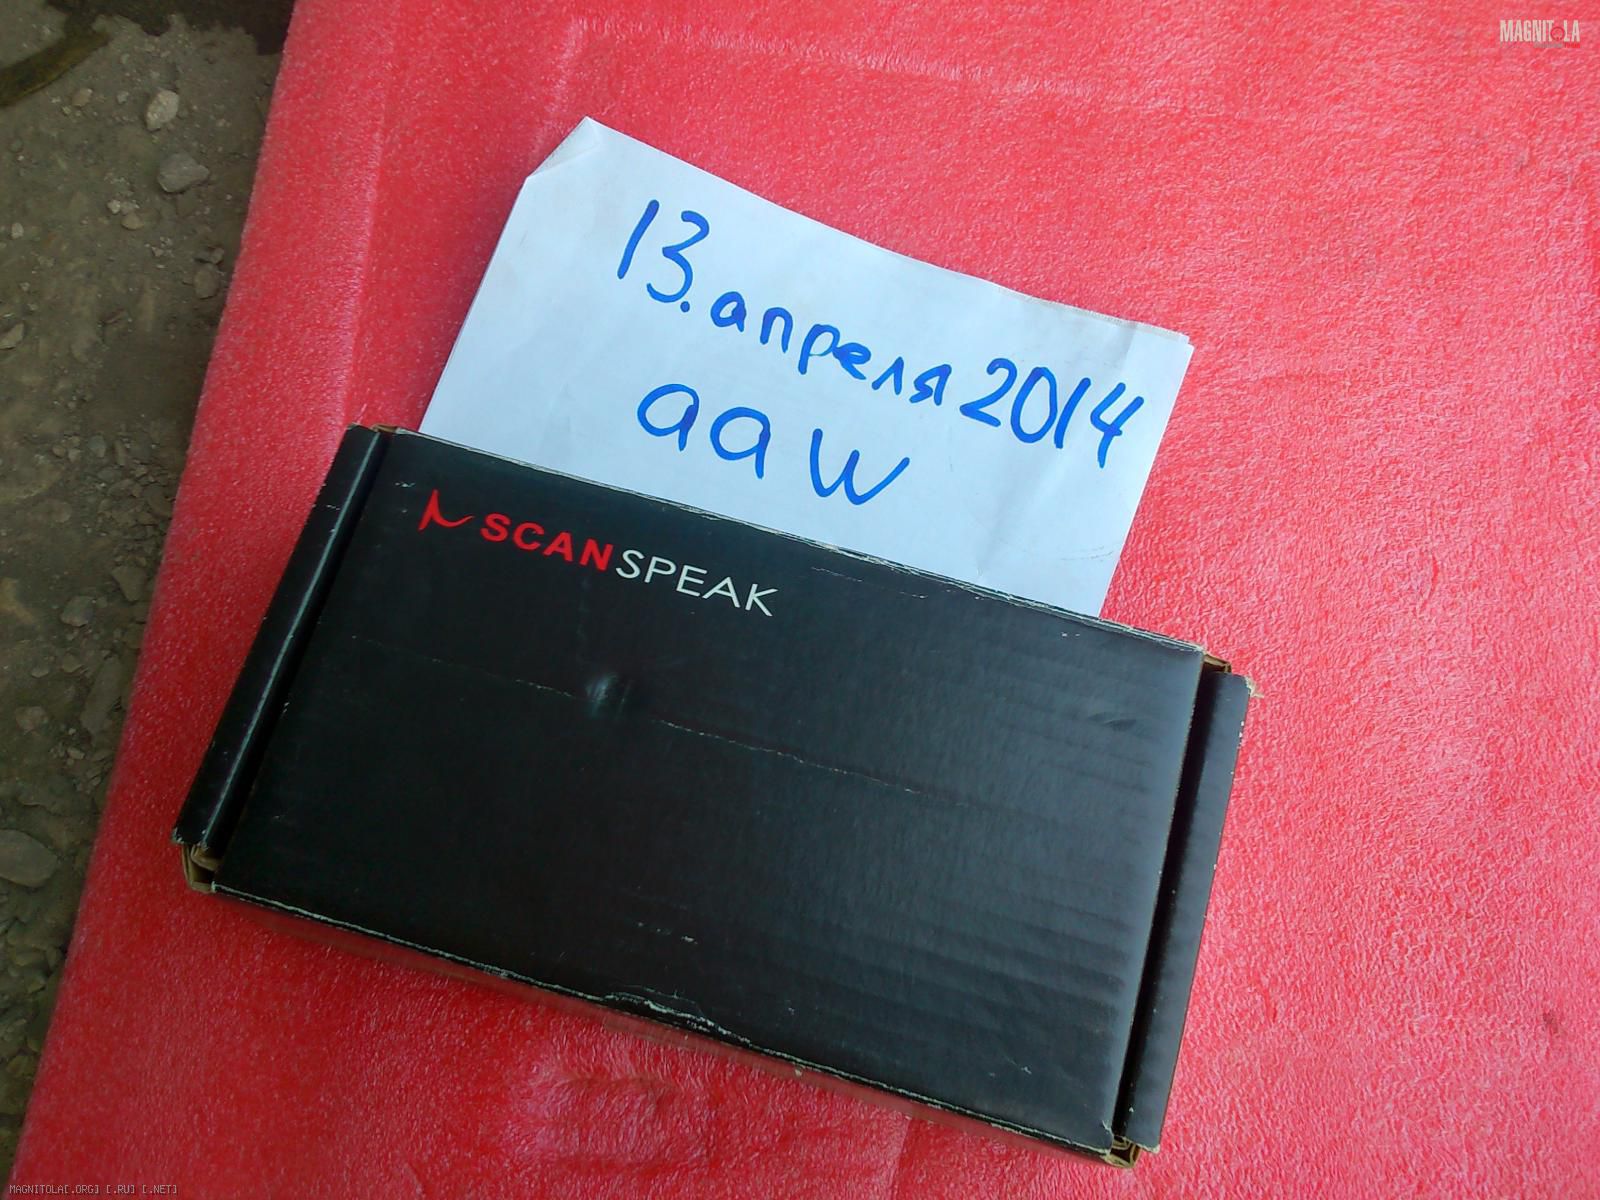 MAGNITOLA
13. апреля 2014
aaw
SCANSPEAK
MAGNITOLA[.ORG] [.RU] [.NET]